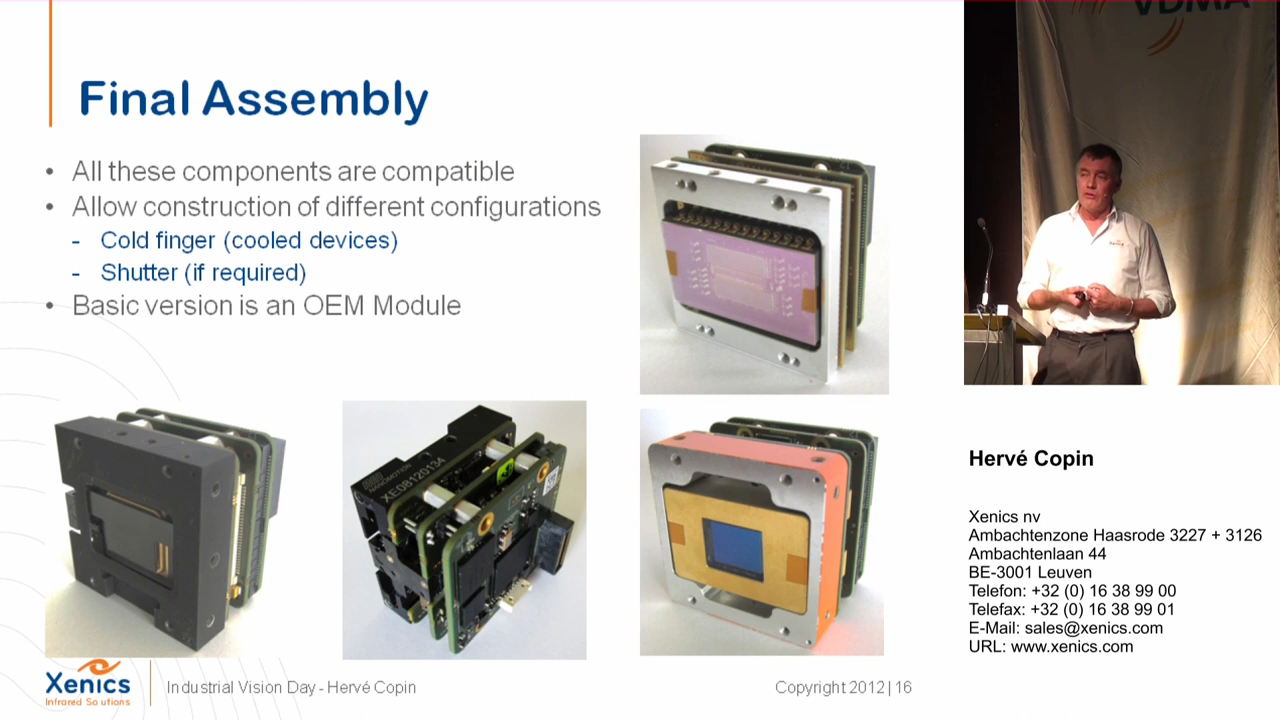 Final Assembly
• All these components are compatible
• Allow construction of different configurations
- Cold finger (cooled devices)
- Shutter (if required)
• Basic version is an OEM Module
XE08120134
Xenics
Infrared Solutions
Industrial Vision Day - Hervé Copin
Copyright 2012 | 16
VDMA
Xenics
Hervé Copin
Xenics nv
Ambachtenzone Haasrode 3227 + 3126
Ambachtenlaan 44
BE-3001 Leuven
Telefon: +32 (0) 16 38 99 00
Telefax: +32 (0) 16 38 99 01
E-Mail: sales@xenics.com
URL: www.xenics.com